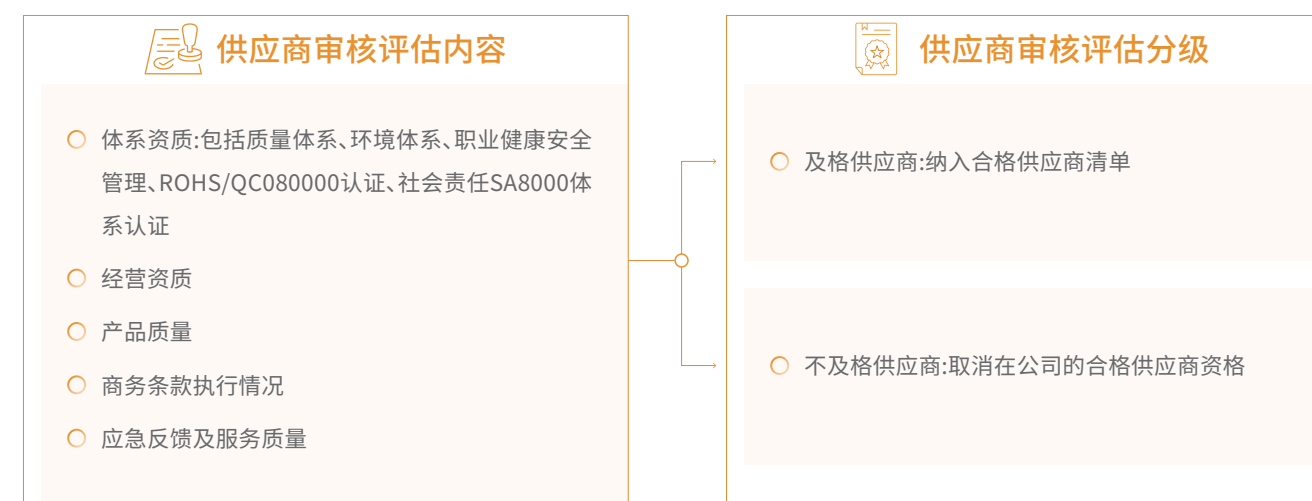 供应商审核评估内容
体系资质:包括质量体系、环境体系、职业健康安全
管理、ROHS/QC080000认证、社会责任SA8000体
系认证
经营资质
产品质量
商务条款执行情况
应急反馈及服务质量
供应商审核评估分级
及格供应商:纳入合格供应商清单
不及格供应商:取消在公司的合格供应商资格